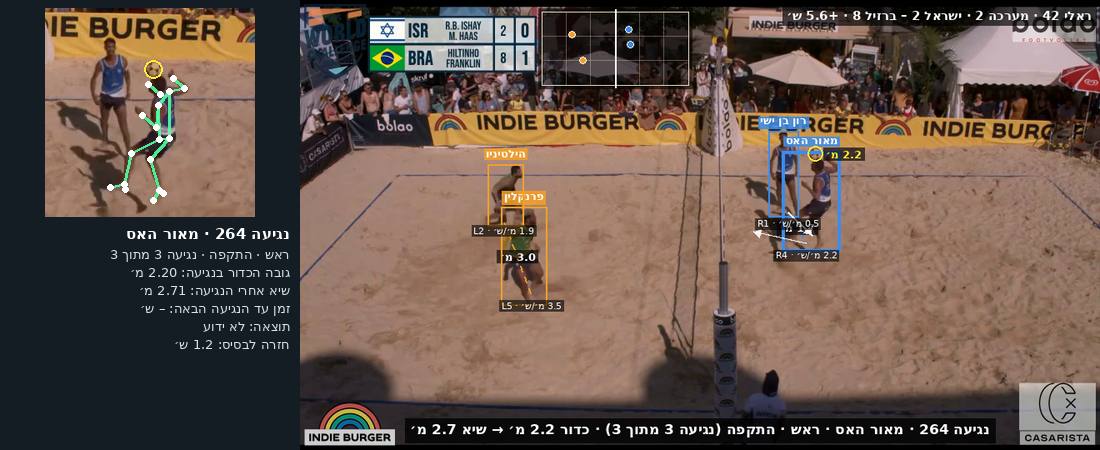 ראלי 42 · מערכה 2 · ישראל 2 – ברזיל 8 · +5.6 ש׳
ISR R.B. ISHAY M. HAAS 2 0
BRA HILTINHO FRANKLIN 8 1
INDIE BURGER
bolao
FOOTVOLLEY
bolao
INDIE BURGER
INDIE BURGER
CASARISTA
רון בן ישי
מאור האס
2.2 מ׳
הילטיניו
פרנקלין
R1 · 0.5 מ׳/ש׳
R4 · 2.2 מ׳/ש׳
L2 · 1.9 מ׳/ש׳
3.0 מ׳
L5 · 3.5 מ׳/ש׳
נגיעה 264 · מאור האס
ראש · התקפה · נגיעה 3 מתוך 3
גובה הכדור בנגיעה: 2.20 מ׳
שיא אחרי הנגיעה: 2.71 מ׳
זמן עד הנגיעה הבאה: – ש׳
תוצאה: לא ידוע
חזרה לבסיס: 1.2 ש׳
INDIE BURGER
נגיעה 264 · מאור האס · ראש · התקפה (נגיעה 3 מתוך 3) · כדור 2.2 מ׳ → שיא 2.7 מ׳
CASARISTA